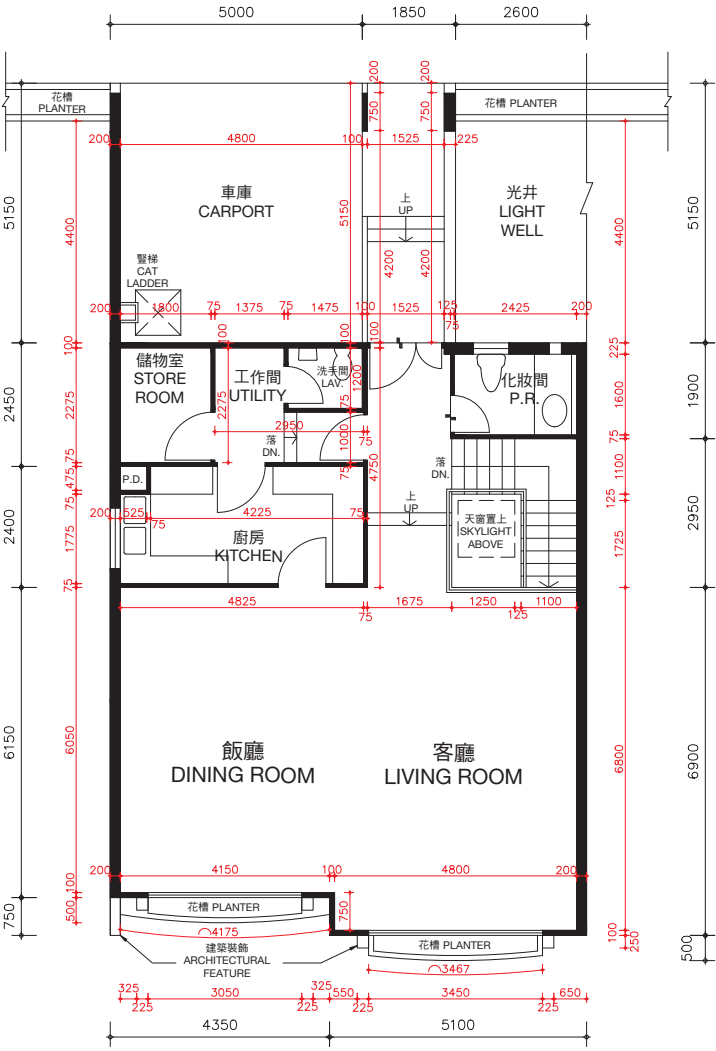 5000 1850 2600
花槽
PLANTER
花槽 PLANTER
200
750
200
750
200 4800 100 1525 225
車庫
CARPORT
上
UP
光井
LIGHT
WELL
5150
4400
5150
4200
4200
4400
5150
豎梯
CAT
LADDER
200 1800 75 1375 75 1475 100 1525 125 75 2425 200
100
100
100
225
儲物室
STORE
ROOM
工作間
UTILITY
洗手間
LAV.
化妝間
P.R.
2450
2275
2275
1200
75
1600
1900
2950
75
1000
落
DN.
落
DN.
75
475
75
4750
75
1100
125
P.D.
上
UP
天窗置上
SKYLIGHT
ABOVE
200 525 75 4225 75
廚房
KITCHEN
2400
1775
75
1725
2950
4825 75 1675 1250 125 1100
飯廳
DINING ROOM
客廳
LIVING ROOM
6150
6050
6800
6900
200 4150 100 4800 200
100
500
750
750
花槽 PLANTER
4175
花槽 PLANTER
100
250
500
建築裝飾
ARCHITECTURAL
FEATURE
3467
325 225 3050 225 325 550 225 3450 225 650
4350 5100